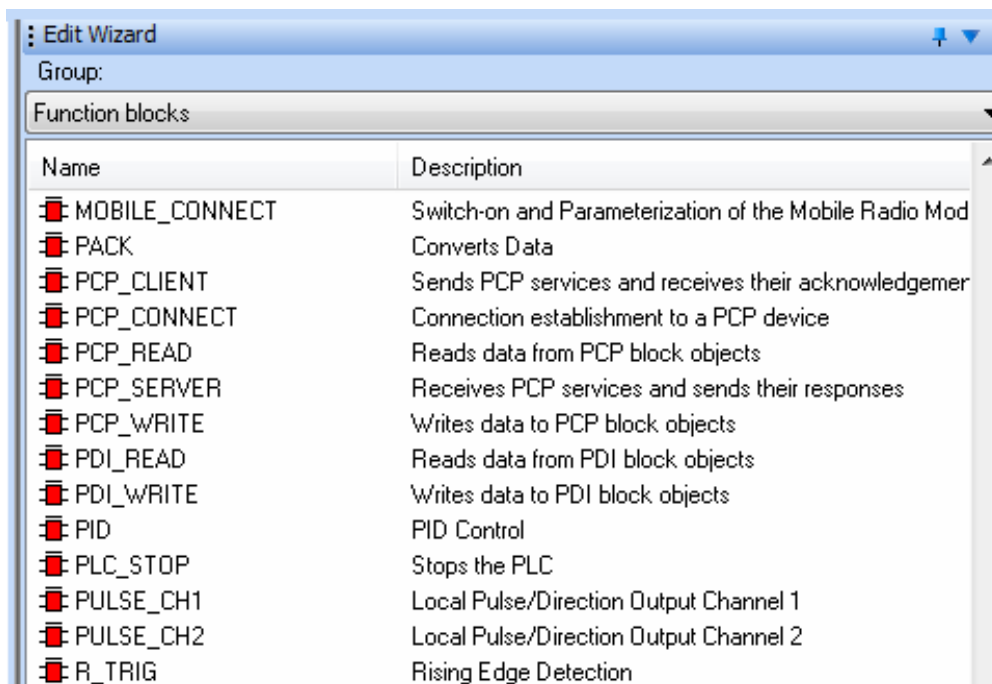 Edit Wizard
Group:
Function blocks
Name Description
MOBILE_CONNECT Switch-on and Parameterization of the Mobile Radio Mod
PACK Converts Data
PCP_CLIENT Sends PCP services and receives their acknowledgemer
PCP_CONNECT Connection establishment to a PCP device
PCP_READ Reads data from PCP block objects
PCP_SERVER Receives PCP services and sends their responses
PCP_WRITE Writes data to PCP block objects
PDI_READ Reads data from PDI block objects
PDI_WRITE Writes data to PDI block objects
PID PID Control
PLC_STOP Stops the PLC
PULSE_CH1 Local Pulse/Direction Output Channel 1
PULSE_CH2 Local Pulse/Direction Output Channel 2
R_TRIG Rising Edge Detection